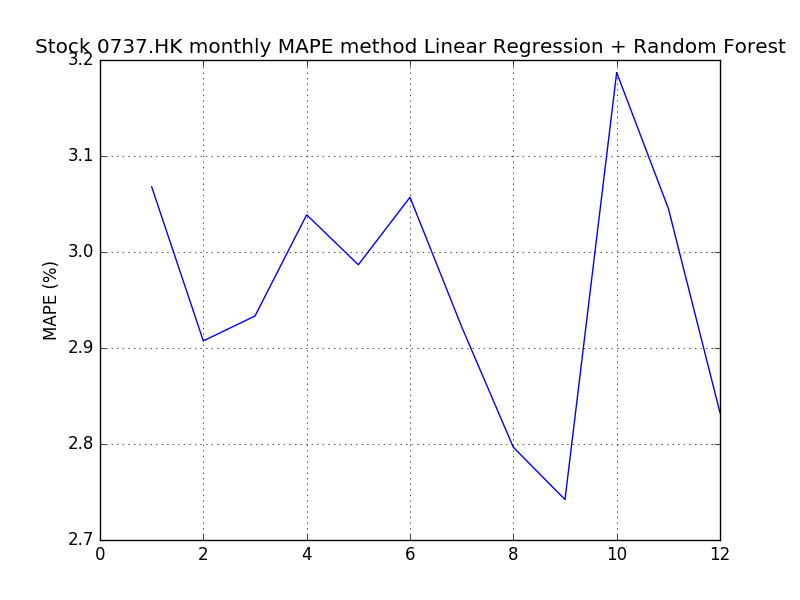 Stock 0737.HK monthly MAPE method Linear Regression + Random Forest
3.2
3.1
3.0
2.9
2.8
2.7
MAPE (%)
0 2 4 6 8 10 12